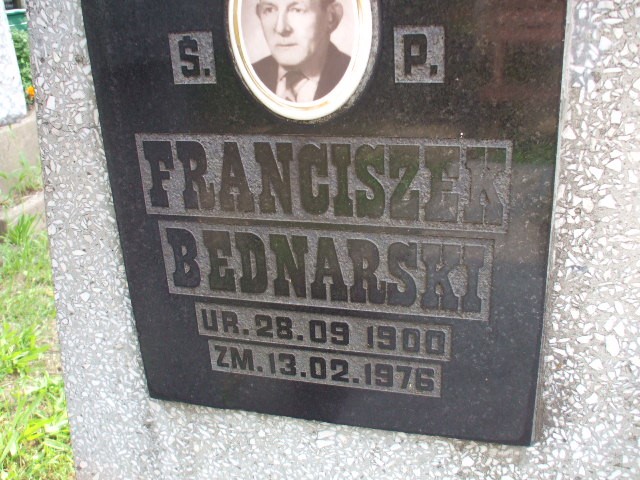 Ś. P.
FRANCISZEK
BEDNARSKI
UR. 28.09 1900
ZM. 13.02.1976